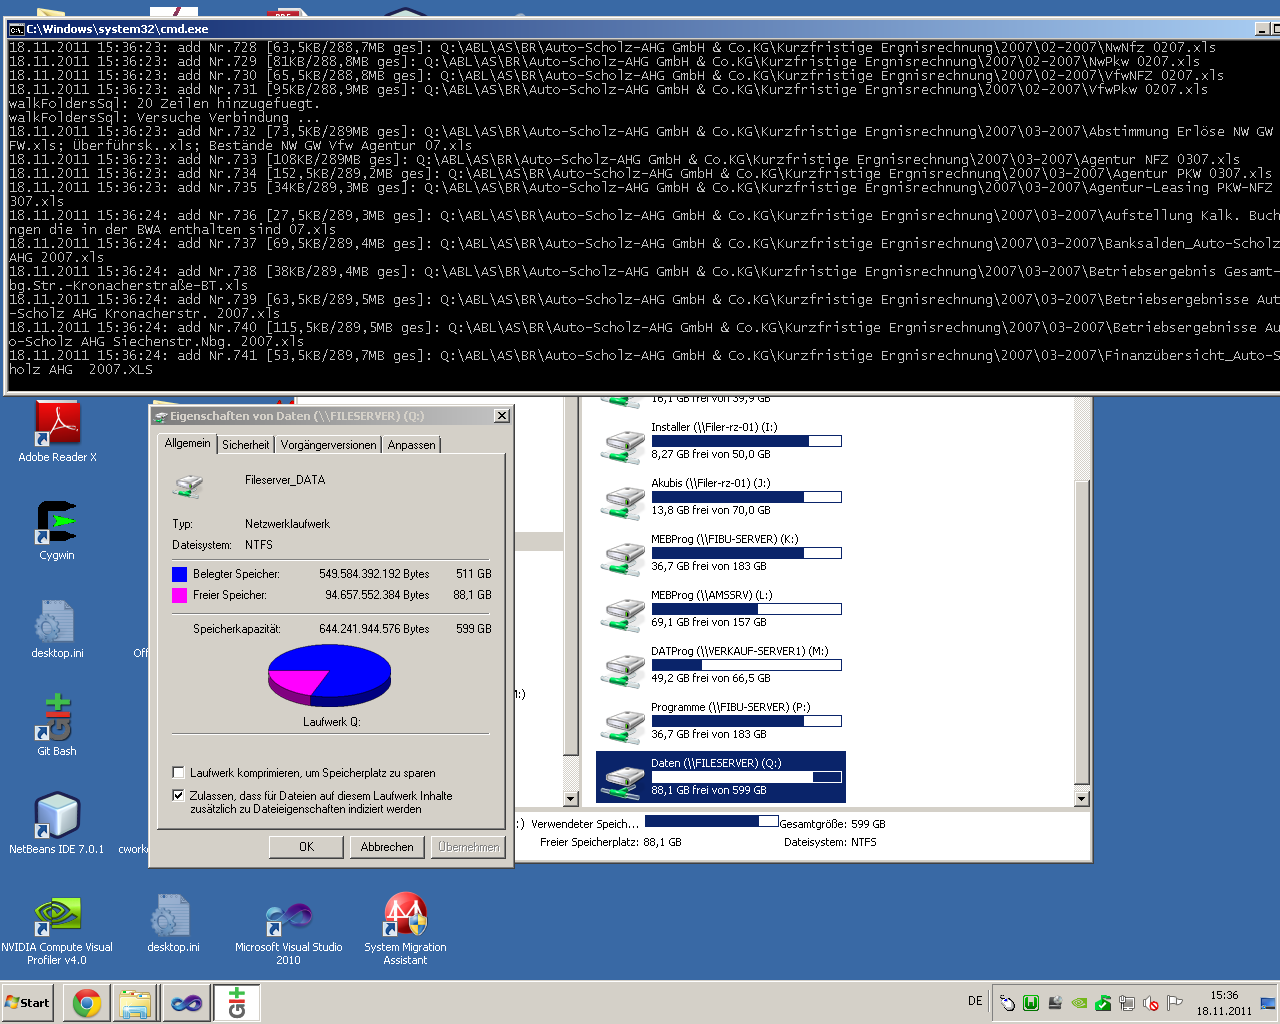 C:\Windows\system32\cmd.exe
18.11.2011 15:36:23: add Nr.728 [63,5KB/288,7MB ges]: Q:\ABL\AS\BR\Auto-Scholz-AHG GmbH & Co.KG\Kurzfristige Ergnisrechnung\2007\02-2007\NwNfz 0207.xls
18.11.2011 15:36:23: add Nr.729 [81KB/288,8MB ges]: Q:\ABL\AS\BR\Auto-Scholz-AHG GmbH & Co.KG\Kurzfristige Ergnisrechnung\2007\02-2007\NwPkw 0207.xls
18.11.2011 15:36:23: add Nr.730 [65,5KB/288,8MB ges]: Q:\ABL\AS\BR\Auto-Scholz-AHG GmbH & Co.KG\Kurzfristige Ergnisrechnung\2007\02-2007\VfwNFZ 0207.xls
18.11.2011 15:36:23: add Nr.731 [95KB/288,9MB ges]: Q:\ABL\AS\BR\Auto-Scholz-AHG GmbH & Co.KG\Kurzfristige Ergnisrechnung\2007\02-2007\VfwPkw 0207.xls
walkFoldersSql: 20 Zeilen hinzugefuegt.
walkFoldersSql: Versuche Verbindung ...
18.11.2011 15:36:23: add Nr.732 [73,5KB/289MB ges]: Q:\ABL\AS\BR\Auto-Scholz-AHG GmbH & Co.KG\Kurzfristige Ergnisrechnung\2007\03-2007\Abstimmung Erlöse NW GW
FW.xls; Überführsk..xls; Bestände NW GW Vfw Agentur 07.xls
18.11.2011 15:36:23: add Nr.733 [108KB/289MB ges]: Q:\ABL\AS\BR\Auto-Scholz-AHG GmbH & Co.KG\Kurzfristige Ergnisrechnung\2007\03-2007\Agentur NFZ 0307.xls
18.11.2011 15:36:23: add Nr.734 [152,5KB/289,2MB ges]: Q:\ABL\AS\BR\Auto-Scholz-AHG GmbH & Co.KG\Kurzfristige Ergnisrechnung\2007\03-2007\Agentur PKW 0307.xls
18.11.2011 15:36:23: add Nr.735 [34KB/289,3MB ges]: Q:\ABL\AS\BR\Auto-Scholz-AHG GmbH & Co.KG\Kurzfristige Ergnisrechnung\2007\03-2007\Agentur-Leasing PKW-NFZ
307.xls
18.11.2011 15:36:24: add Nr.736 [27,5KB/289,3MB ges]: Q:\ABL\AS\BR\Auto-Scholz-AHG GmbH & Co.KG\Kurzfristige Ergnisrechnung\2007\03-2007\Aufstellung Kalk. Buch
ngen die in der BWA enthalten sind 07.xls
18.11.2011 15:36:24: add Nr.737 [69,5KB/289,4MB ges]: Q:\ABL\AS\BR\Auto-Scholz-AHG GmbH & Co.KG\Kurzfristige Ergnisrechnung\2007\03-2007\Banksalden_Auto-Scholz
AHG 2007.xls
18.11.2011 15:36:24: add Nr.738 [38KB/289,4MB ges]: Q:\ABL\AS\BR\Auto-Scholz-AHG GmbH & Co.KG\Kurzfristige Ergnisrechnung\2007\03-2007\Betriebsergebnis Gesamt-
bg.Str.-Kronacherstraße-BT.xls
18.11.2011 15:36:24: add Nr.739 [63,5KB/289,5MB ges]: Q:\ABL\AS\BR\Auto-Scholz-AHG GmbH & Co.KG\Kurzfristige Ergnisrechnung\2007\03-2007\Betriebsergebnisse Aut
-Scholz AHG Kronacherstr. 2007.xls
18.11.2011 15:36:24: add Nr.740 [115,5KB/289,5MB ges]: Q:\ABL\AS\BR\Auto-Scholz-AHG GmbH & Co.KG\Kurzfristige Ergnisrechnung\2007\03-2007\Betriebsergebnisse Au
o-Scholz AHG Siechenstr.Nbg. 2007.xls
18.11.2011 15:36:24: add Nr.741 [53,5KB/289,7MB ges]: Q:\ABL\AS\BR\Auto-Scholz-AHG GmbH & Co.KG\Kurzfristige Ergnisrechnung\2007\03-2007\Finanzübersicht_Auto-S
holz AHG  2007.XLS
Adobe Reader X
Cygwin
desktop.ini
Off
Git Bash
NetBeans IDE 7.0.1
cwork
NVIDIA Compute Visual
Profiler v4.0
desktop.ini
Microsoft Visual Studio
2010
System Migration
Assistant
Eigenschaften von Daten (\\FILESERVER) (Q:)
Allgemein
Sicherheit
Vorgängerversionen
Anpassen
Fileserver_DATA
Typ: Netzwerklaufwerk
Dateisystem: NTFS
Belegter Speicher: 549.584.392.192 Bytes 511 GB
Freier Speicher: 94.657.552.384 Bytes 88,1 GB
Speicherkapazität: 644.241.944.576 Bytes 599 GB
Laufwerk Q:
Laufwerk komprimieren, um Speicherplatz zu sparen
Zulassen, dass für Dateien auf diesem Laufwerk Inhalte
zusätzlich zu Dateieigenschaften indiziert werden
OK
Abbrechen
Übernehmen
16,1 GB frei von 39,9 GB
Installer (\\Filer-rz-01) (I:)
8,27 GB frei von 50,0 GB
Akubis (\\Filer-rz-01) (J:)
13,8 GB frei von 70,0 GB
MEBProg (\\FIBU-SERVER) (K:)
36,7 GB frei von 183 GB
MEBProg (\\AMSSRV) (L:)
69,1 GB frei von 157 GB
DATProg (\\VERKAUF-SERVER1) (M:)
49,2 GB frei von 66,5 GB
Programme (\\FIBU-SERVER) (P:)
36,7 GB frei von 183 GB
Daten (\\FILESERVER) (Q:)
88,1 GB frei von 599 GB
:) Verwendeter Speich... Gesamtgröße: 599 GB
Freier Speicherplatz: 88,1 GB Dateisystem: NTFS
Start
DE
15:36
18.11.2011